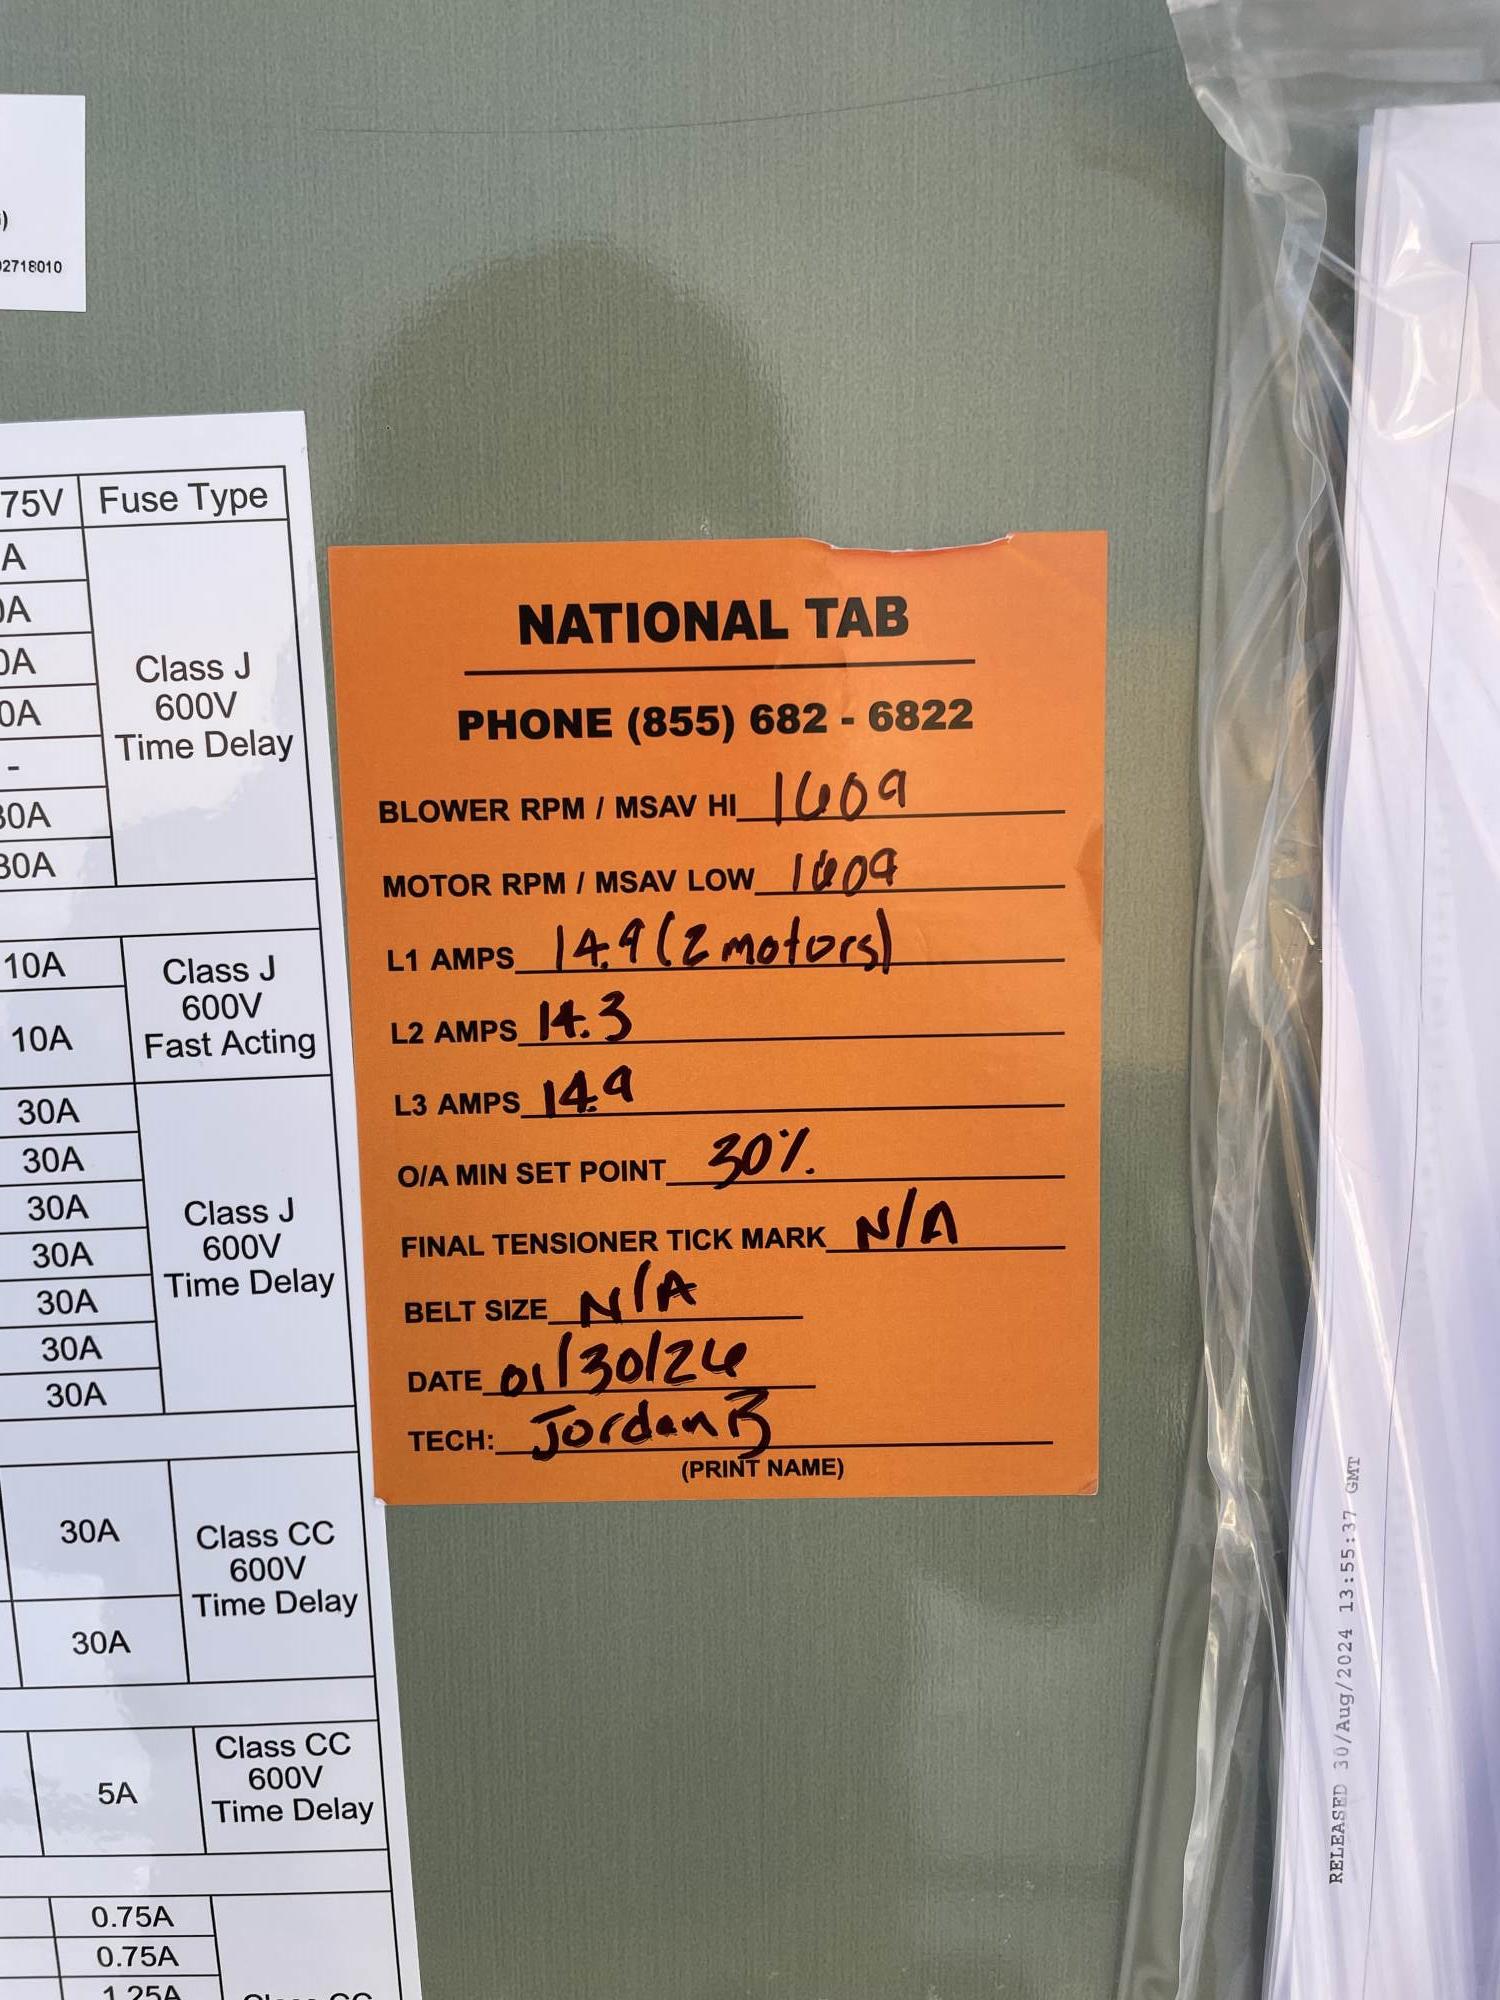 )
02718010
75V Fuse Type
A
0A
0A
0A
-
30A
30A
Class J
600V
Time Delay
10A
10A
Class J
600V
Fast Acting
30A
30A
30A
30A
30A
30A
30A
Class J
600V
Time Delay
30A
30A
Class CC
600V
Time Delay
5A
Class CC
600V
Time Delay
0.75A
0.75A
1.25A
Class CC
NATIONAL TAB
PHONE (855) 682 - 6822
BLOWER RPM / MSAV HI 1609
MOTOR RPM / MSAV LOW 1609
L1 AMPS 14.9 (2 motors)
L2 AMPS 14.3
L3 AMPS 14.9
O/A MIN SET POINT 30%
FINAL TENSIONER TICK MARK N/A
BELT SIZE N/A
DATE 01/30/26
TECH: Jordan B
(PRINT NAME)
RELEASED 30/Aug/2024 13:55:37 GMT